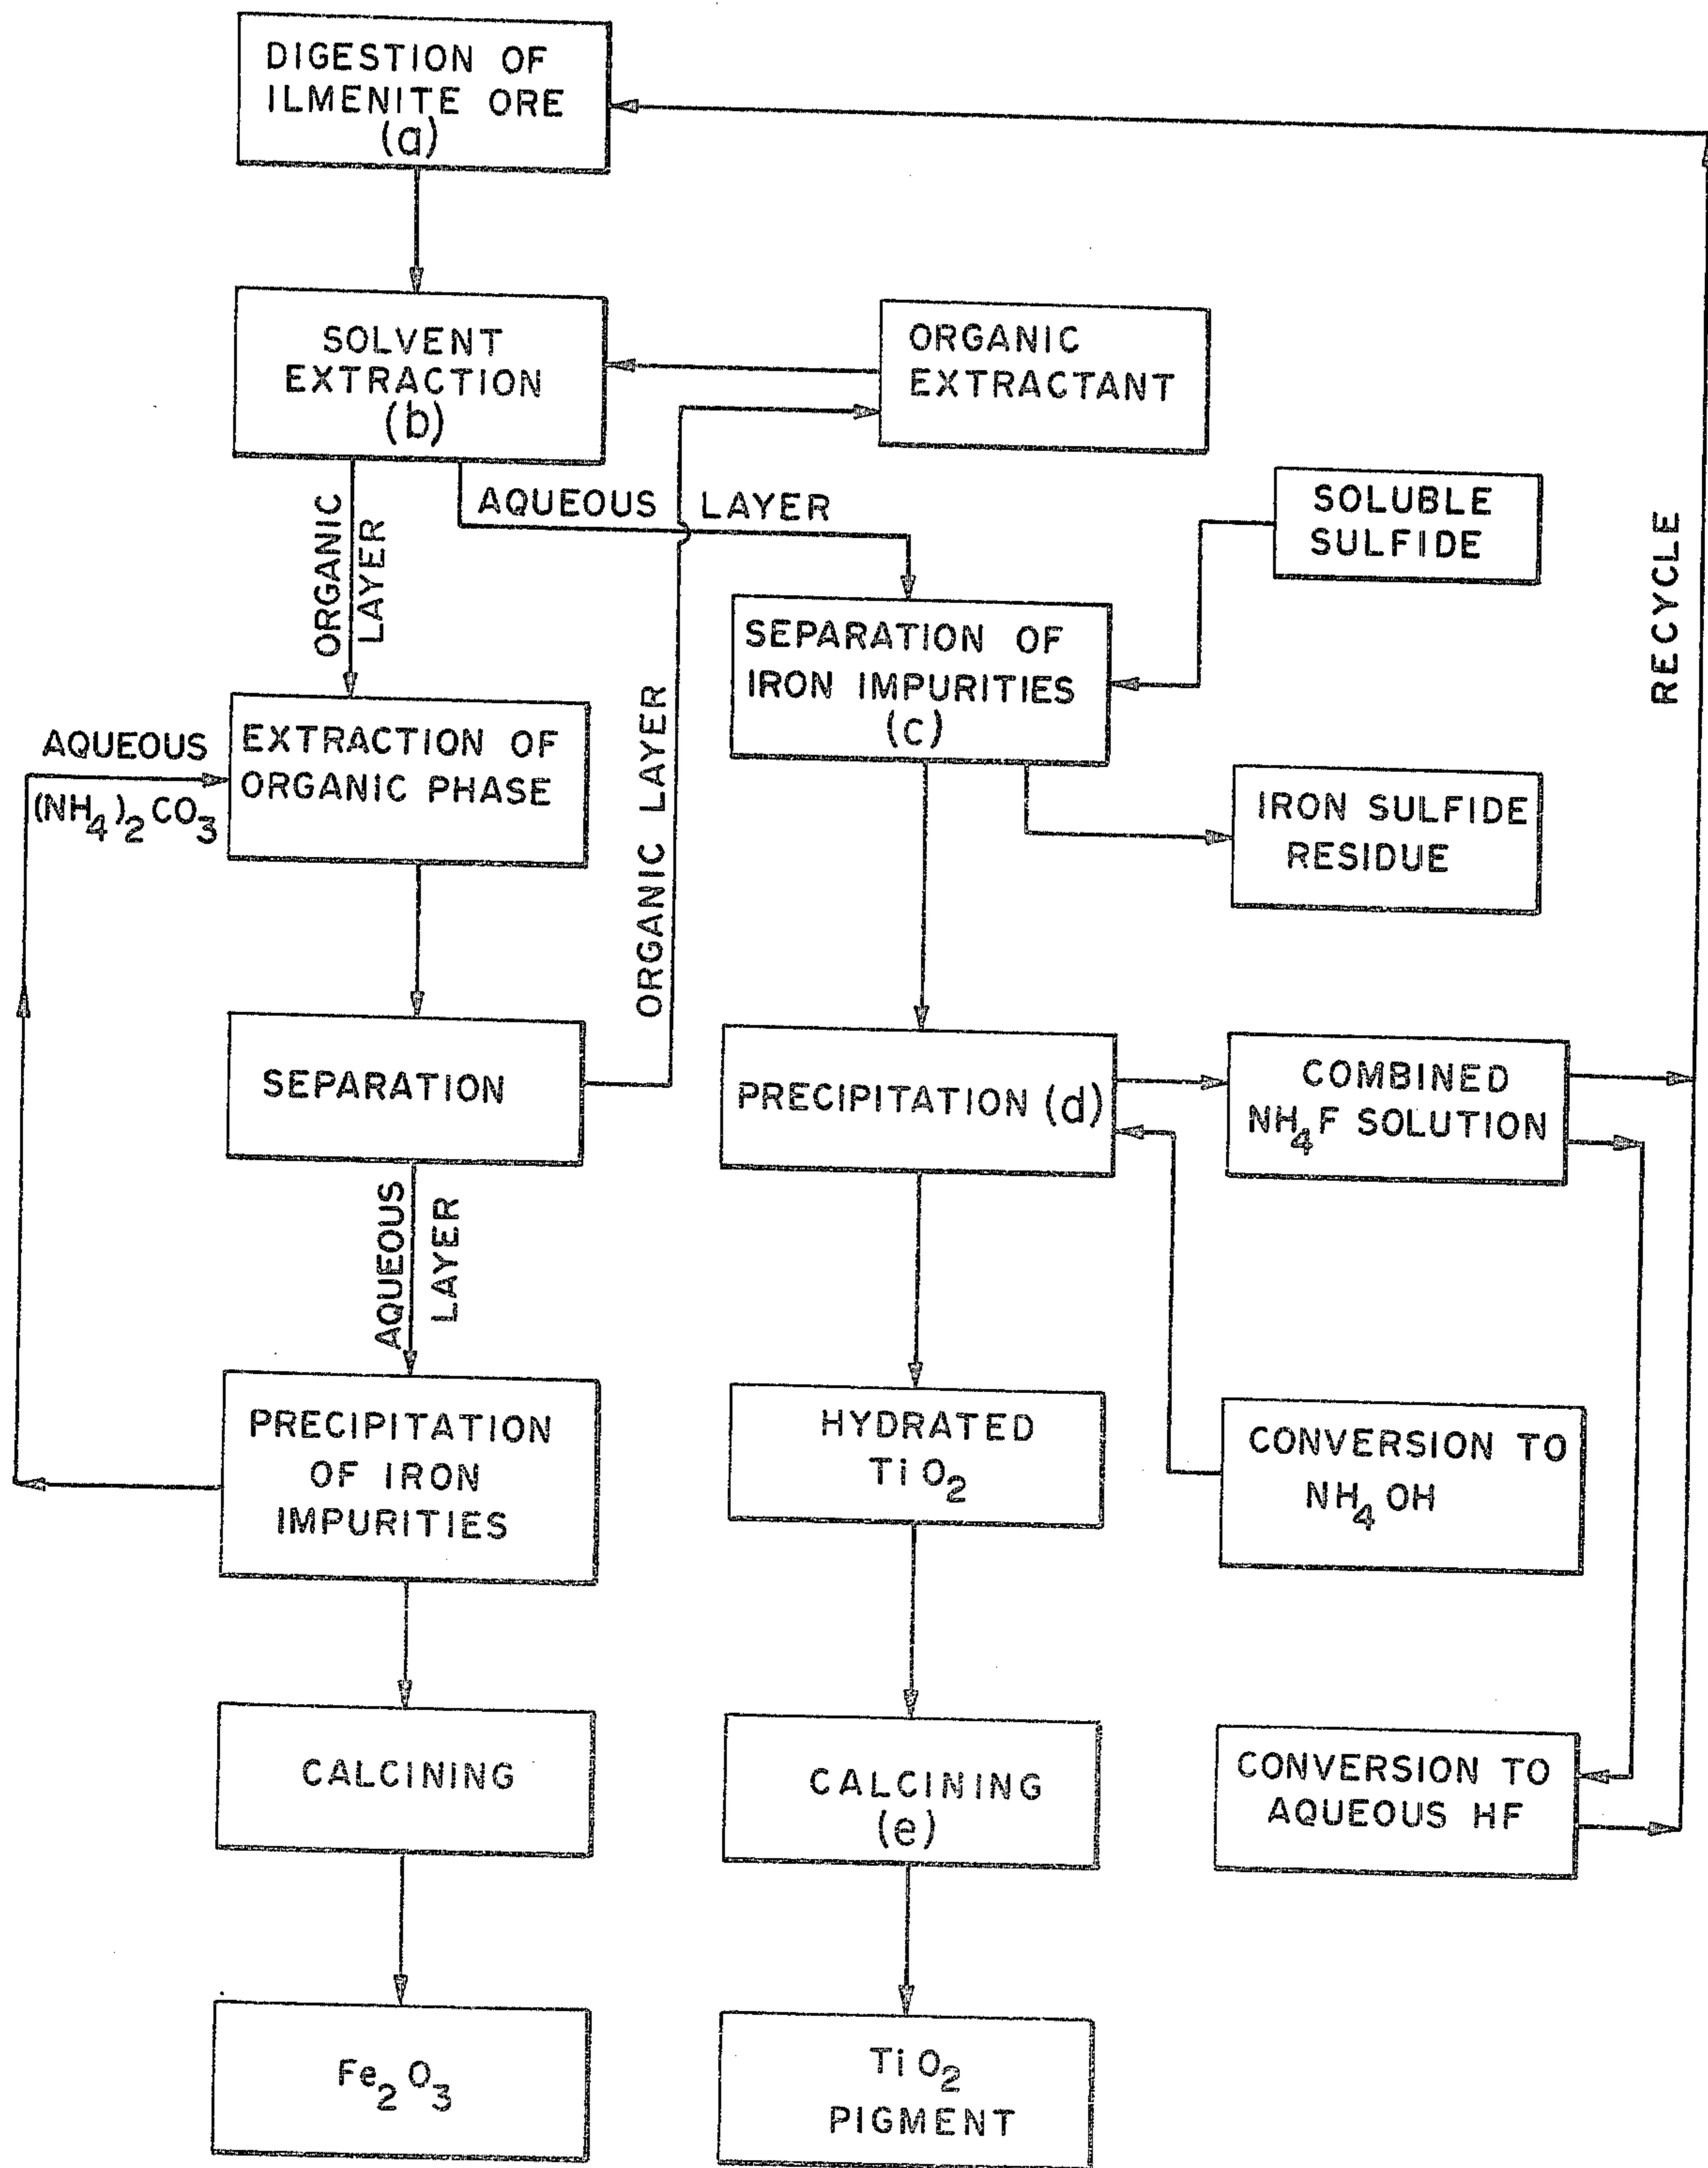 DIGESTION OF
ILMENITE ORE
(a)
SOLVENT
EXTRACTION
(b)
ORGANIC
EXTRACTANT
AQUEOUS LAYER
ORGANIC
LAYER
SOLUBLE
SULFIDE
RECYCLE
SEPARATION OF
IRON IMPURITIES
(c)
AQUEOUS
(NH₄)₂CO₃
EXTRACTION OF
ORGANIC PHASE
ORGANIC LAYER
IRON SULFIDE
RESIDUE
SEPARATION
PRECIPITATION (d)
COMBINED
NH₄F SOLUTION
AQUEOUS
LAYER
PRECIPITATION
OF IRON
IMPURITIES
HYDRATED
TiO₂
CONVERSION TO
NH₄OH
CALCINING
CALCINING
(e)
CONVERSION TO
AQUEOUS HF
Fe₂O₃
TiO₂
PIGMENT